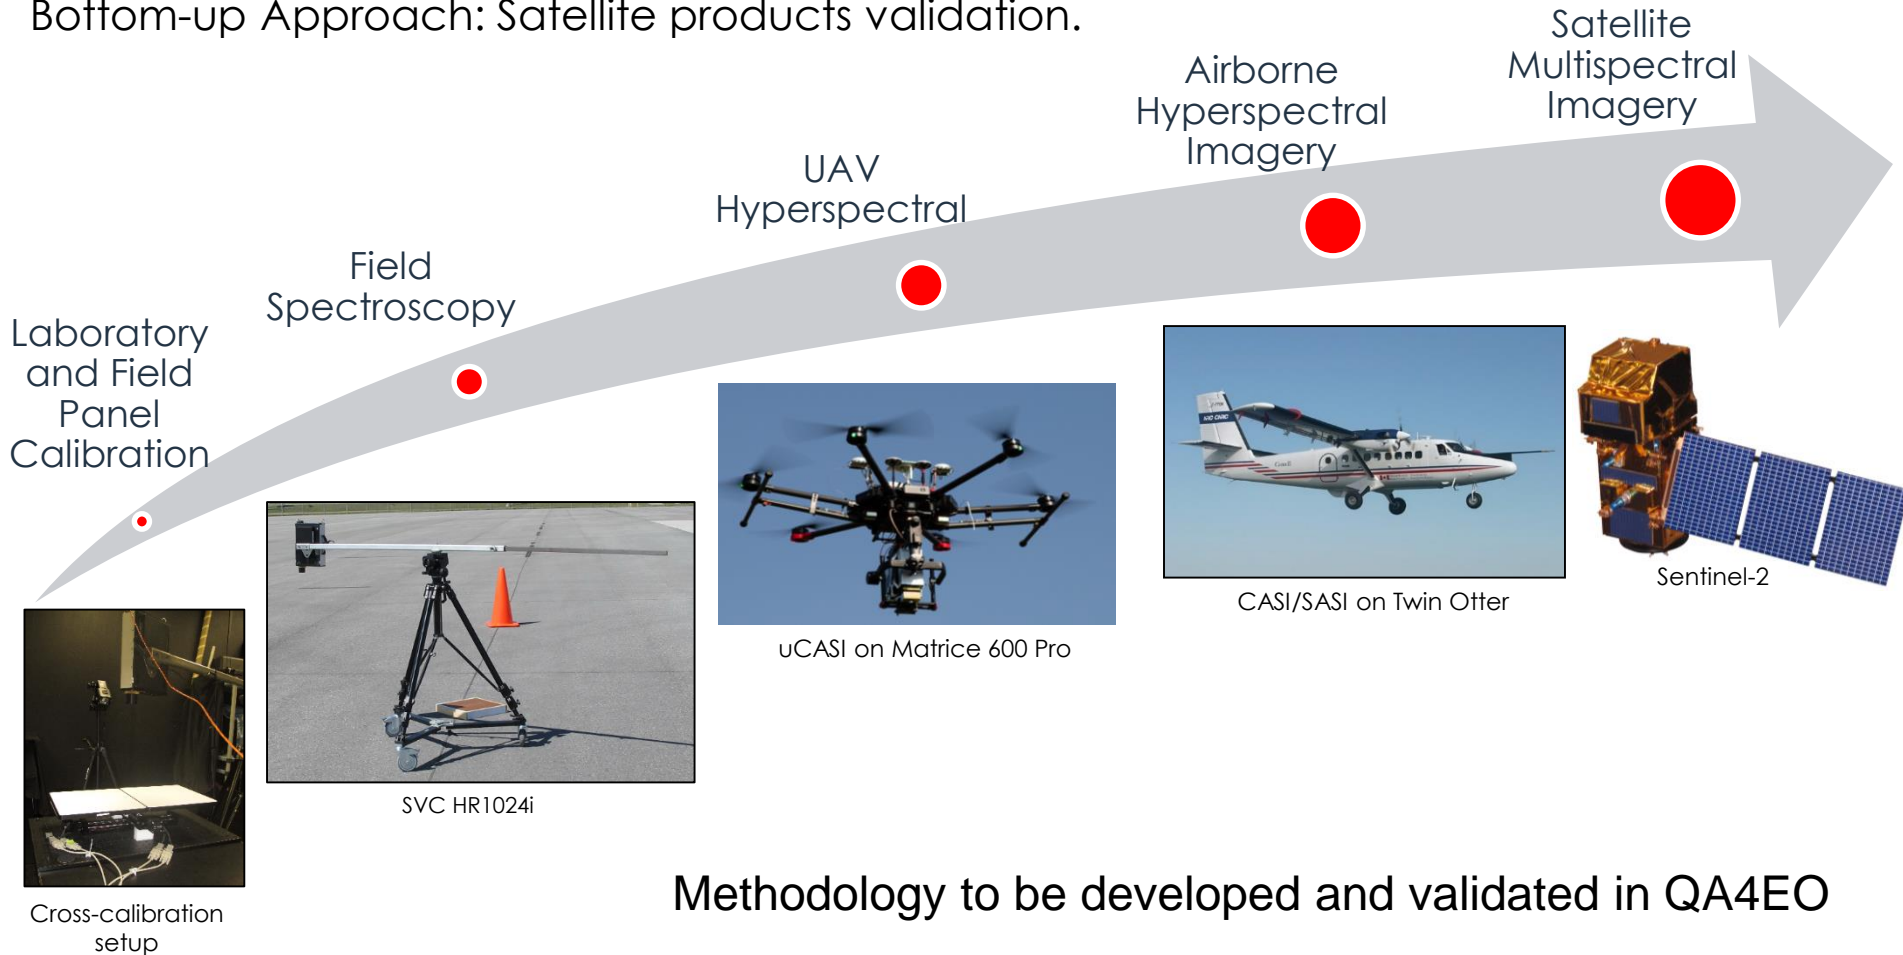 Bottom-up Approach: Satellite products validation.
Satellite
Multispectral
Imagery
Airborne
Hyperspectral
Imagery
UAV
Hyperspectral
Field
Spectroscopy
Laboratory
and Field
Panel
Calibration
Cross-calibration
setup
SVC HR1024i
uCASI on Matrice 600 Pro
CASI/SASI on Twin Otter
Sentinel-2
Methodology to be developed and validated in QA4EO